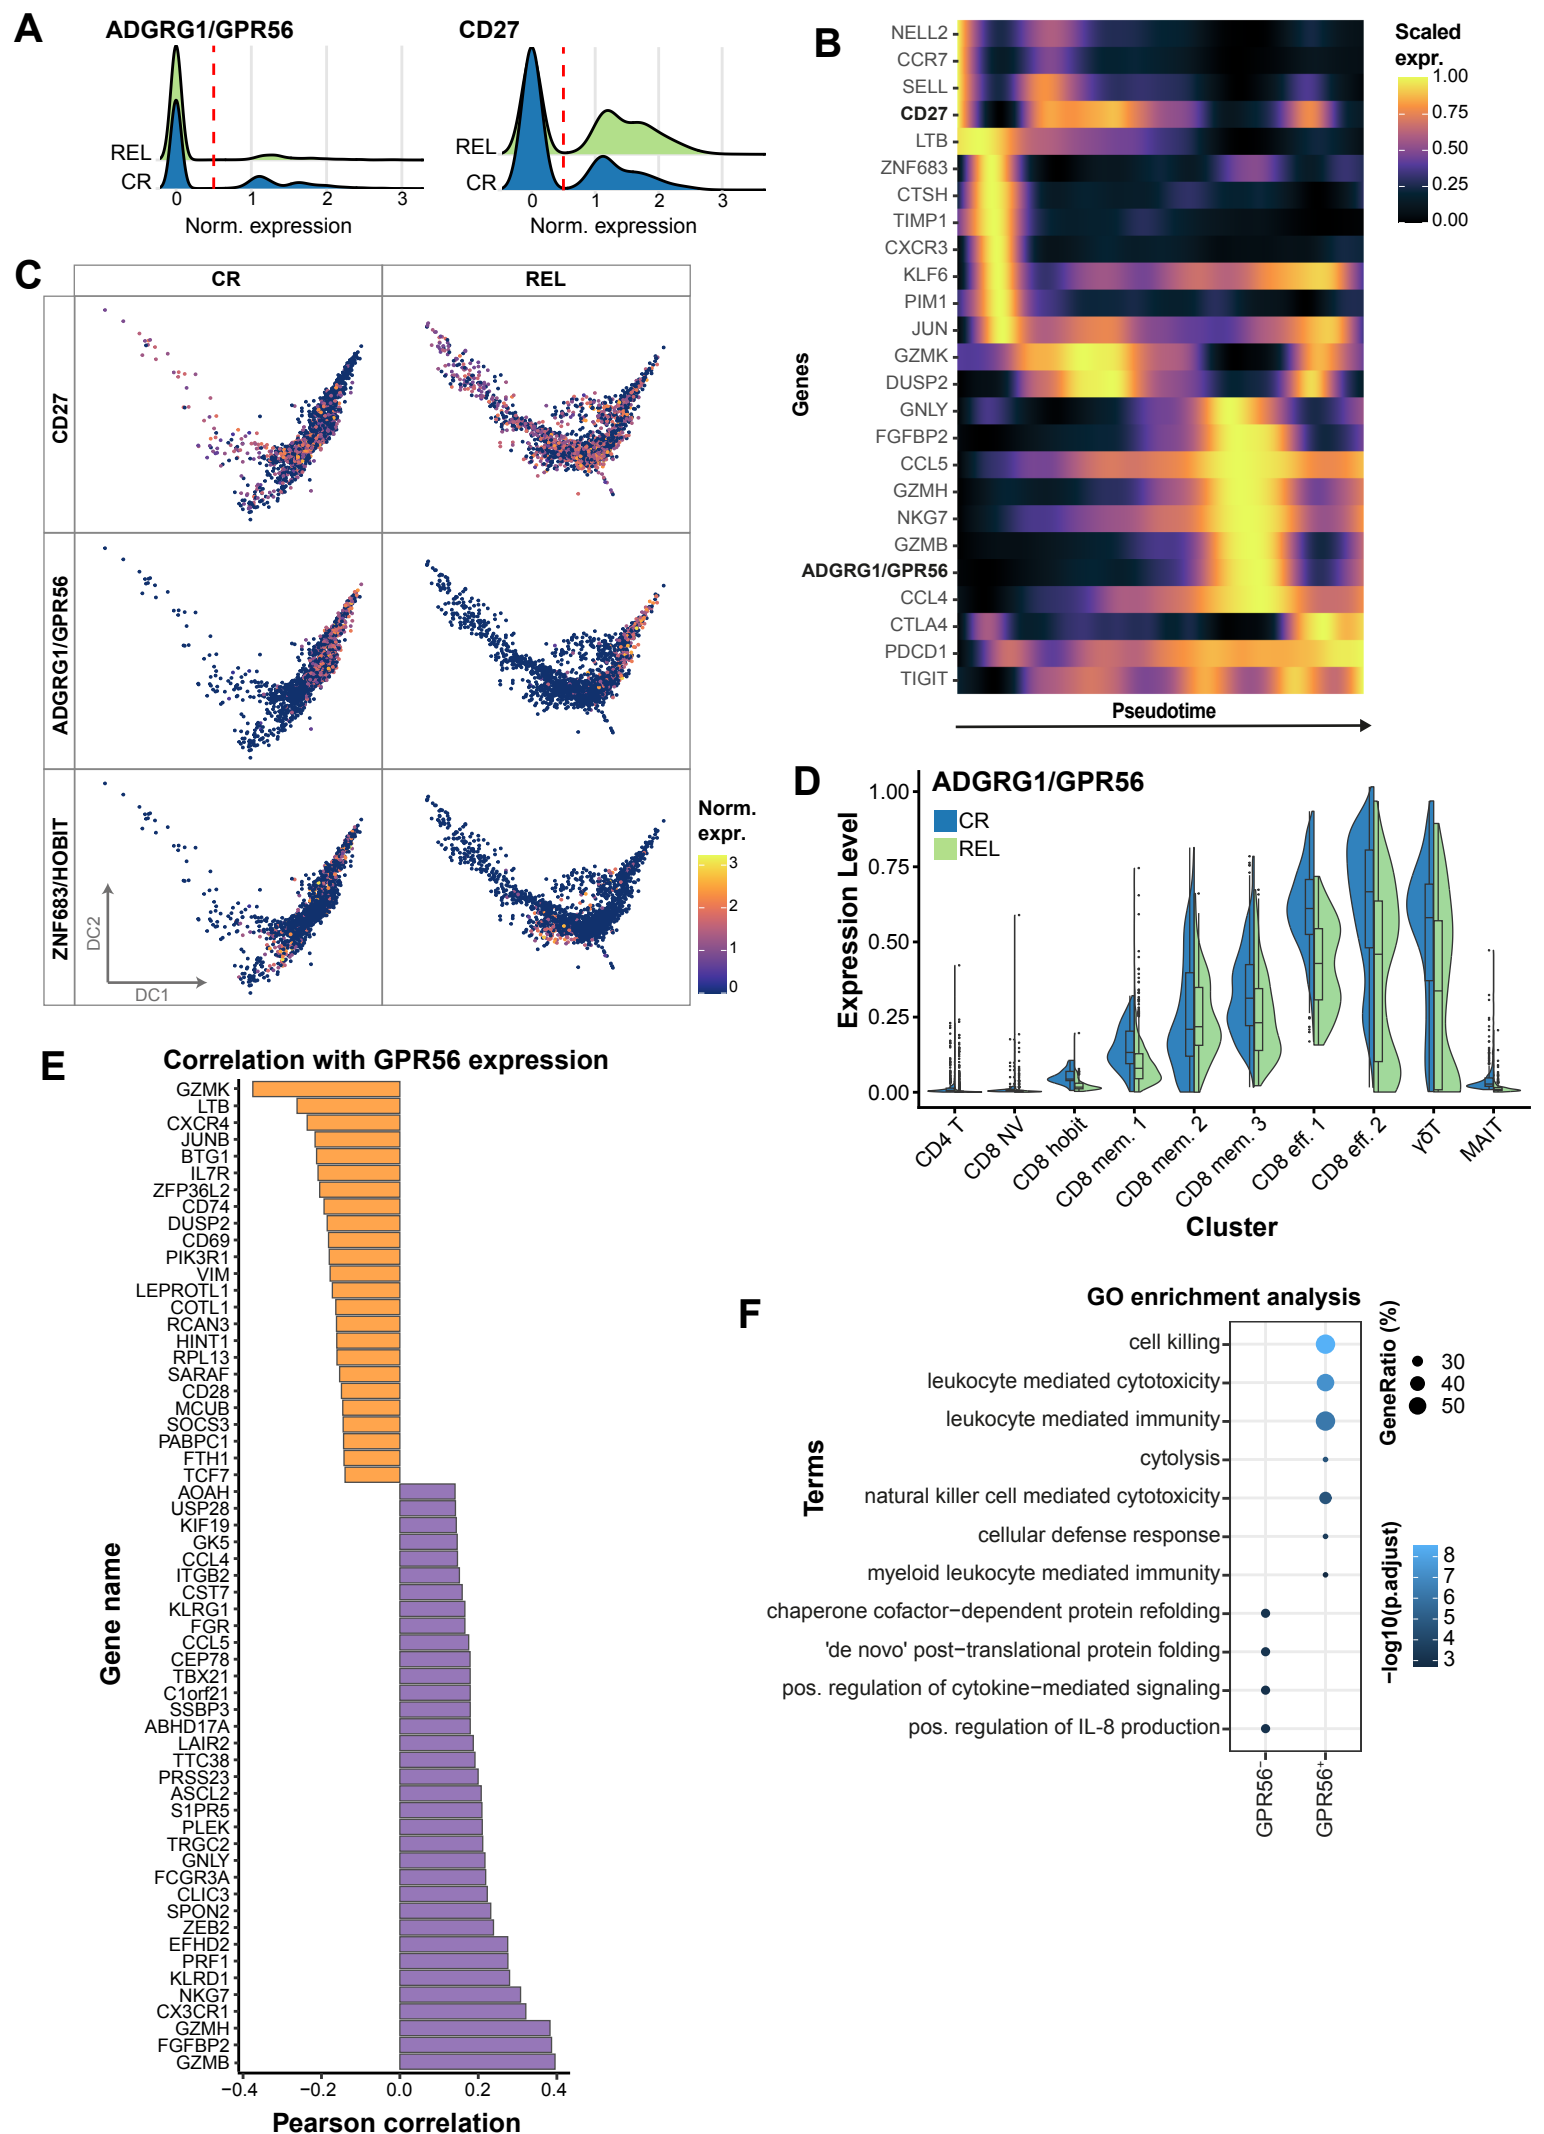 A
ADGRG1/GPR56
REL
CR
0 1 2 3
Norm. expression
CD27
REL
CR
0 1 2 3
Norm. expression
B
Genes
NELL2
CCR7
SELL
CD27
LTB
ZNF683
CTSH
TIMP1
CXCR3
KLF6
PIM1
JUN
GZMK
DUSP2
GNLY
FGFBP2
CCL5
GZMH
NKG7
GZMB
ADGRG1/GPR56
CCL4
CTLA4
PDCD1
TIGIT
Pseudotime
Scaled
expr.
1.00
0.75
0.50
0.25
0.00
C
CR REL
CD27
ADGRG1/GPR56
ZNF683/HOBIT
DC2
DC1
Norm.
expr.
3
2
1
0
D
ADGRG1/GPR56
CR
REL
Expression Level
1.00
0.75
0.50
0.25
0.00
CD4 T
CD8 NV
CD8 hobit
CD8 mem. 1
CD8 mem. 2
CD8 mem. 3
CD8 eff. 1
CD8 eff. 2
γδT
MAIT
Cluster
E
Correlation with GPR56 expression
Gene name
GZMK
LTB
CXCR4
JUNB
BTG1
IL7R
ZFP36L2
CD74
DUSP2
CD69
PIK3R1
VIM
LEPROTL1
COTL1
RCAN3
HINT1
RPL13
SARAF
CD28
MCUB
SOCS3
PABPC1
FTH1
TCF7
AOAH
USP28
KIF19
GK5
CCL4
ITGB2
CST7
KLRG1
FGR
CCL5
CEP78
TBX21
C1orf21
SSBP3
ABHD17A
LAIR2
TTC38
PRSS23
ASCL2
S1PR5
PLEK
TRGC2
GNLY
FCGR3A
CLIC3
SPON2
ZEB2
EFHD2
PRF1
KLRD1
NKG7
CX3CR1
GZMH
FGFBP2
GZMB
−0.4 −0.2 0.0 0.2 0.4
Pearson correlation
F
GO enrichment analysis
Terms
cell killing
leukocyte mediated cytotoxicity
leukocyte mediated immunity
cytolysis
natural killer cell mediated cytotoxicity
cellular defense response
myeloid leukocyte mediated immunity
chaperone cofactor−dependent protein refolding
'de novo' post−translational protein folding
pos. regulation of cytokine−mediated signaling
pos. regulation of IL-8 production
GPR56⁻
GPR56⁺
GeneRatio (%)
30
40
50
−log10(p.adjust)
8
7
6
5
4
3